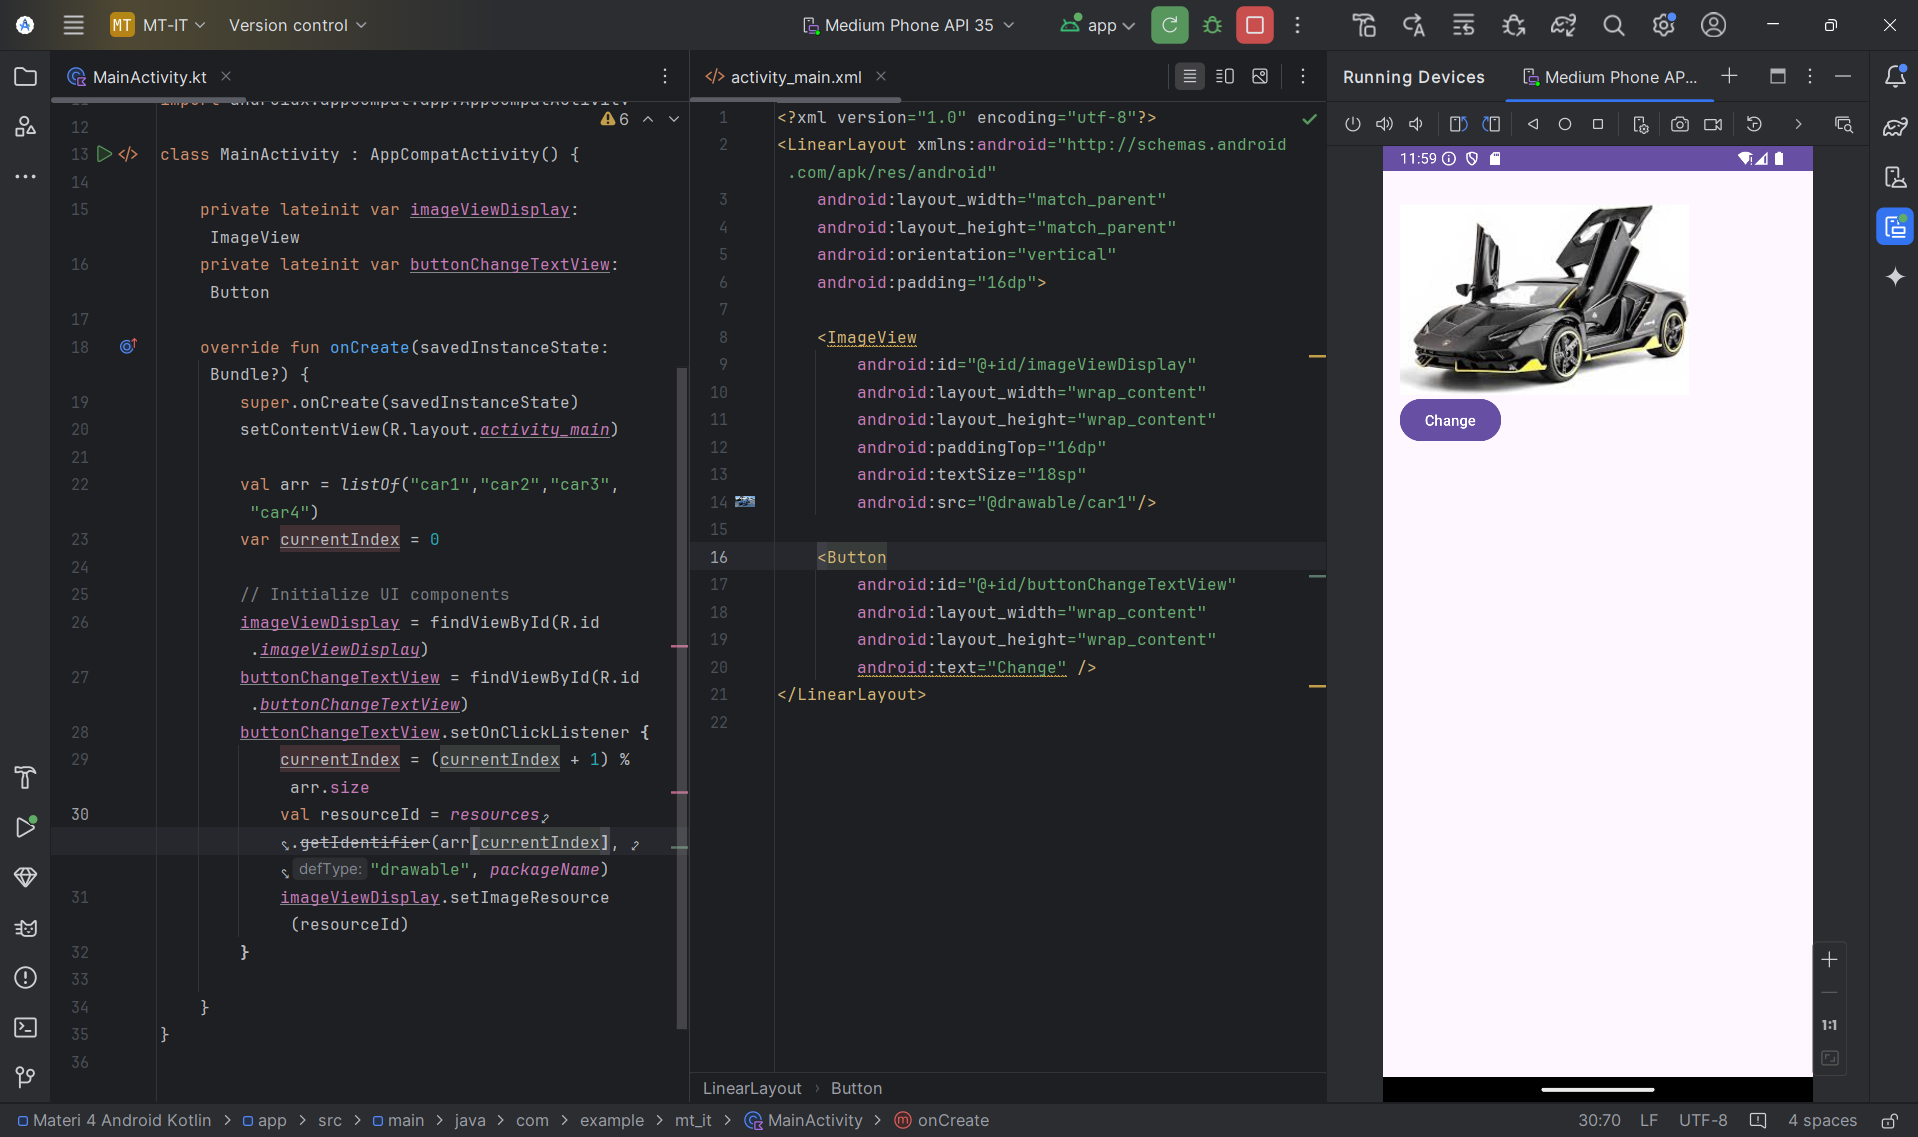 MT MT-IT
Version control
Medium Phone API 35
app
MainActivity.kt
6
12
13 class MainActivity : AppCompatActivity() {
14
15 private lateinit var imageViewDisplay:
ImageView
16 private lateinit var buttonChangeTextView:
Button
17
18 override fun onCreate(savedInstanceState:
Bundle?) {
19 super.onCreate(savedInstanceState)
20 setContentView(R.layout.activity_main)
21
22 val arr = listOf("car1","car2","car3",
"car4")
23 var currentIndex = 0
24
25 // Initialize UI components
26 imageViewDisplay = findViewById(R.id
.imageViewDisplay)
27 buttonChangeTextView = findViewById(R.id
.buttonChangeTextView)
28 buttonChangeTextView.setOnClickListener {
29 currentIndex = (currentIndex + 1) %
arr.size
30 val resourceId = resources
.getIdentifier(arr[currentIndex],
defType: "drawable", packageName)
31 imageViewDisplay.setImageResource
(resourceId)
32 }
33
34 }
35 }
36
activity_main.xml
1 <?xml version="1.0" encoding="utf-8"?>
2 <LinearLayout xmlns:android="http://schemas.android
.com/apk/res/android"
3 android:layout_width="match_parent"
4 android:layout_height="match_parent"
5 android:orientation="vertical"
6 android:padding="16dp">
7
8 <ImageView
9 android:id="@+id/imageViewDisplay"
10 android:layout_width="wrap_content"
11 android:layout_height="wrap_content"
12 android:paddingTop="16dp"
13 android:textSize="18sp"
14 android:src="@drawable/car1"/>
15
16 <Button
17 android:id="@+id/buttonChangeTextView"
18 android:layout_width="wrap_content"
19 android:layout_height="wrap_content"
20 android:text="Change" />
21 </LinearLayout>
22
LinearLayout › Button
Running Devices
Medium Phone AP...
11:59
Change
1:1
Materi 4 Android Kotlin > app > src > main > java > com > example > mt_it > MainActivity > onCreate
30:70 LF UTF-8 4 spaces